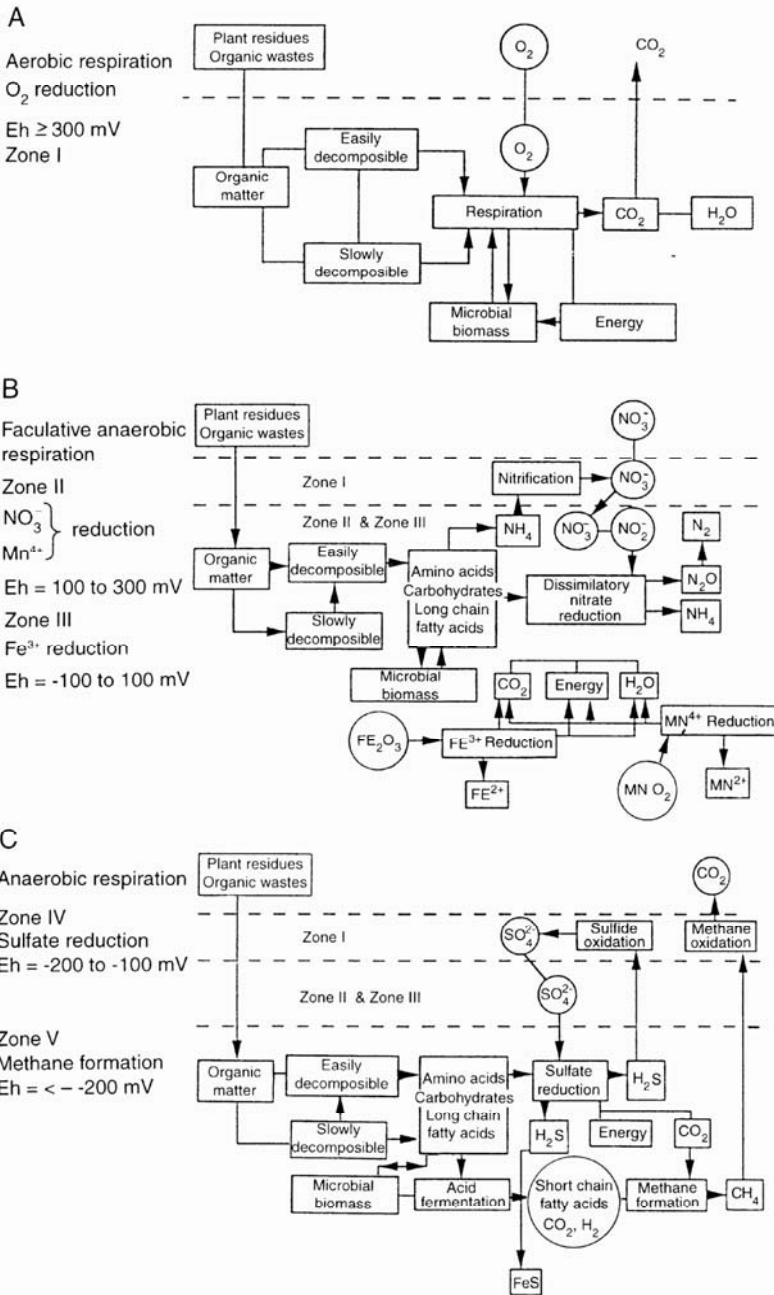 A
Aerobic respiration
O₂ reduction
Eh ≥ 300 mV
Zone I
Plant residues
Organic wastes
O₂
CO₂
O₂
Easily
decomposible
Organic
matter
Slowly
decomposible
Respiration
CO₂
H₂O
Microbial
biomass
Energy
B
Faculative anaerobic
respiration
Zone II
NO₃⁻
Mn⁴⁺
reduction
Eh = 100 to 300 mV
Zone III
Fe³⁺ reduction
Eh = -100 to 100 mV
Plant residues
Organic wastes
NO₃⁻
Zone I
Nitrification
NO₃⁻
Zone II & Zone III
NH₄
NO₃⁻
NO₂⁻
N₂
Organic
matter
Easily
decomposible
Slowly
decomposible
Amino acids
Carbohydrates
Long chain
fatty acids
Dissimilatory
nitrate
reduction
N₂O
NH₄
Microbial
biomass
CO₂
Energy
H₂O
FE₂O₃
FE³⁺ Reduction
MN⁴⁺ Reduction
FE²⁺
MN O₂
MN²⁺
C
Anaerobic respiration
Zone IV
Sulfate reduction
Eh = -200 to -100 mV
Zone V
Methane formation
Eh = < - -200 mV
Plant residues
Organic wastes
CO₂
Zone I
SO₄²⁻
Sulfide
oxidation
Methane
oxidation
Zone II & Zone III
SO₄²⁻
Organic
matter
Easily
decomposible
Slowly
decomposible
Amino acids
Carbohydrates
Long chain
fatty acids
Sulfate
reduction
H₂S
H₂S
Energy
CO₂
Microbial
biomass
Acid
fermentation
Short chain
fatty acids
CO₂, H₂
Methane
formation
CH₄
FeS